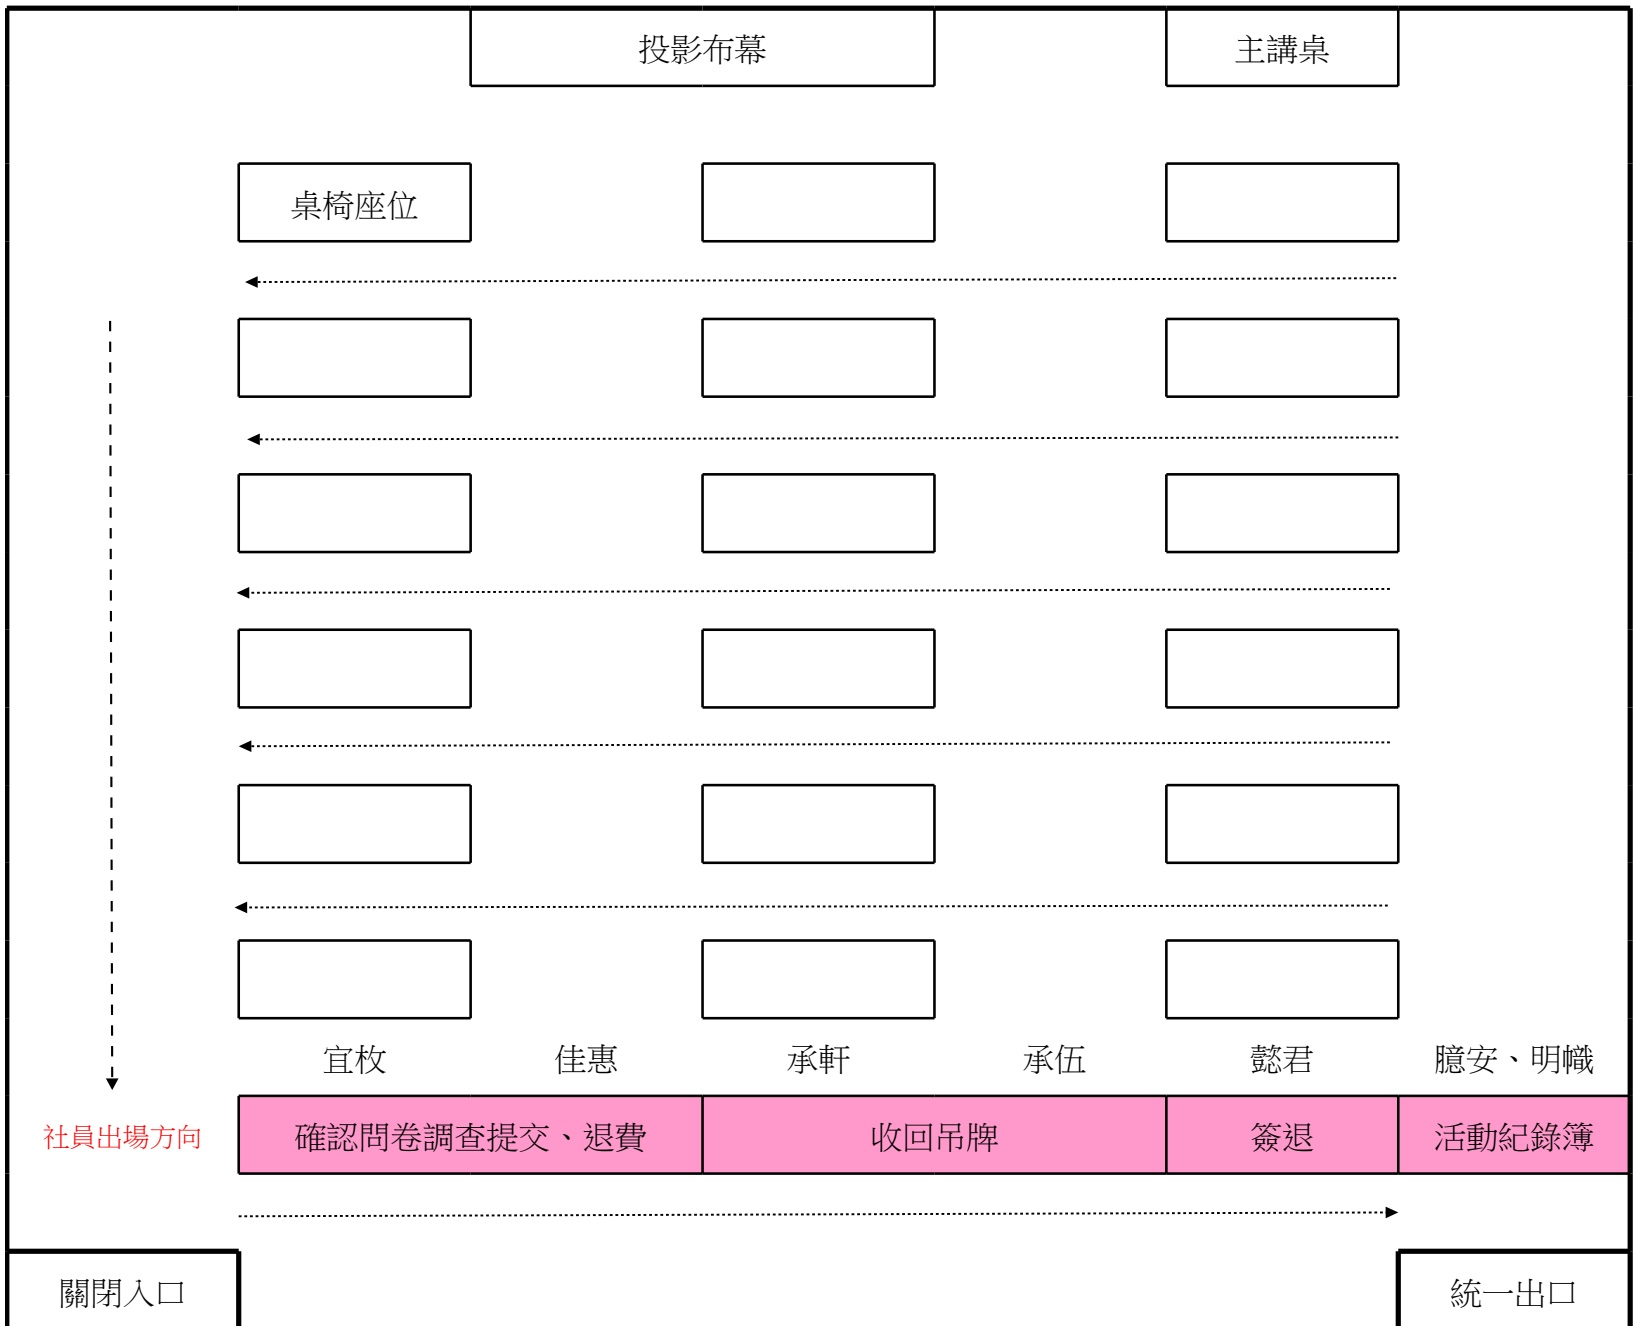 投影布幕
主講桌
桌椅座位
宜枚
佳惠
承軒
承伍
懿君
臆安、明幟
社員出場方向
確認問卷調查提交、退費
收回吊牌
簽退
活動紀錄簿
關閉入口
統一出口